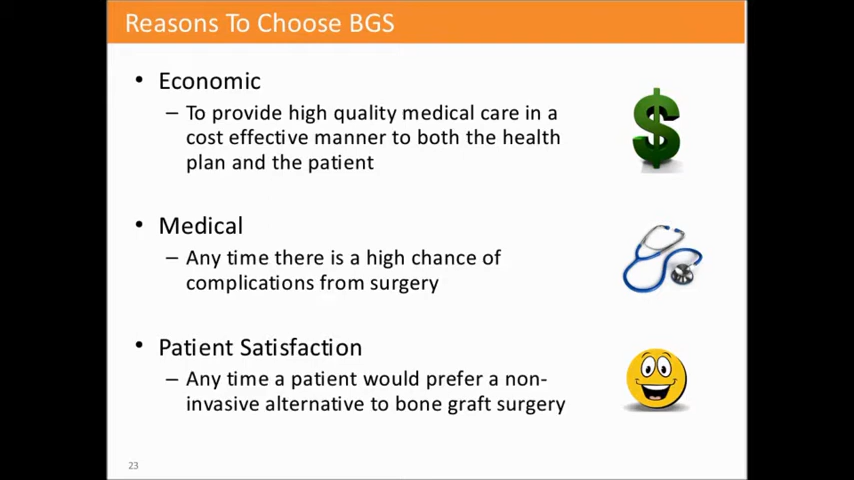 Reasons To Choose BGS
• Economic
– To provide high quality medical care in a
cost effective manner to both the health
plan and the patient
• Medical
– Any time there is a high chance of
complications from surgery
• Patient Satisfaction
– Any time a patient would prefer a non-
invasive alternative to bone graft surgery
23